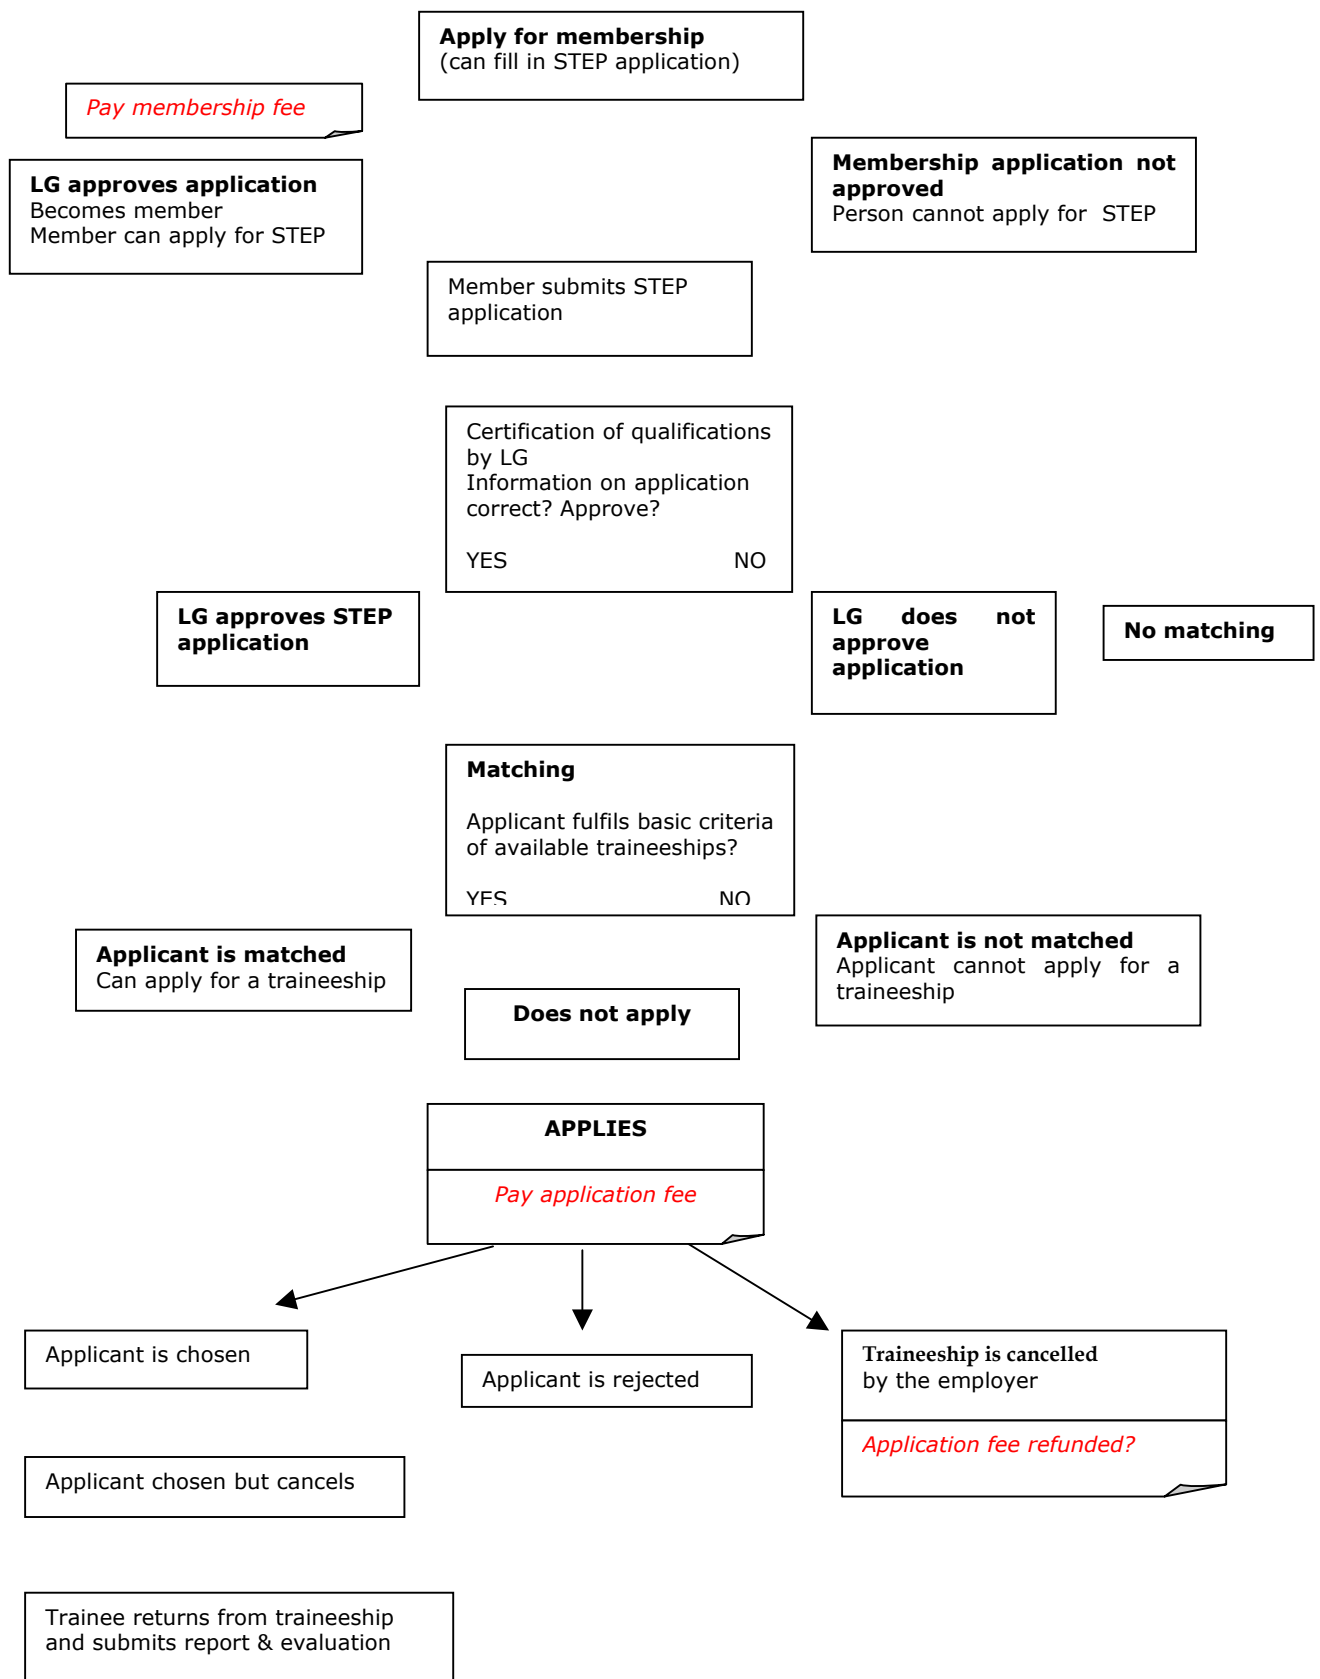 Apply for membership
(can fill in STEP application)
Pay membership fee
LG approves application
Becomes member
Member can apply for STEP
Membership application not
approved
Person cannot apply for STEP
Member submits STEP
application
Certification of qualifications
by LG
Information on application
correct? Approve?
YES NO
LG approves STEP
application
LG does not
approve
application
No matching
Matching
Applicant fulfils basic criteria
of available traineeships?
YES NO
Applicant is matched
Can apply for a traineeship
Applicant is not matched
Applicant cannot apply for a
traineeship
Does not apply
APPLIES
Pay application fee
Applicant is chosen
Applicant is rejected
Traineeship is cancelled
by the employer
Application fee refunded?
Applicant chosen but cancels
Trainee returns from traineeship
and submits report & evaluation